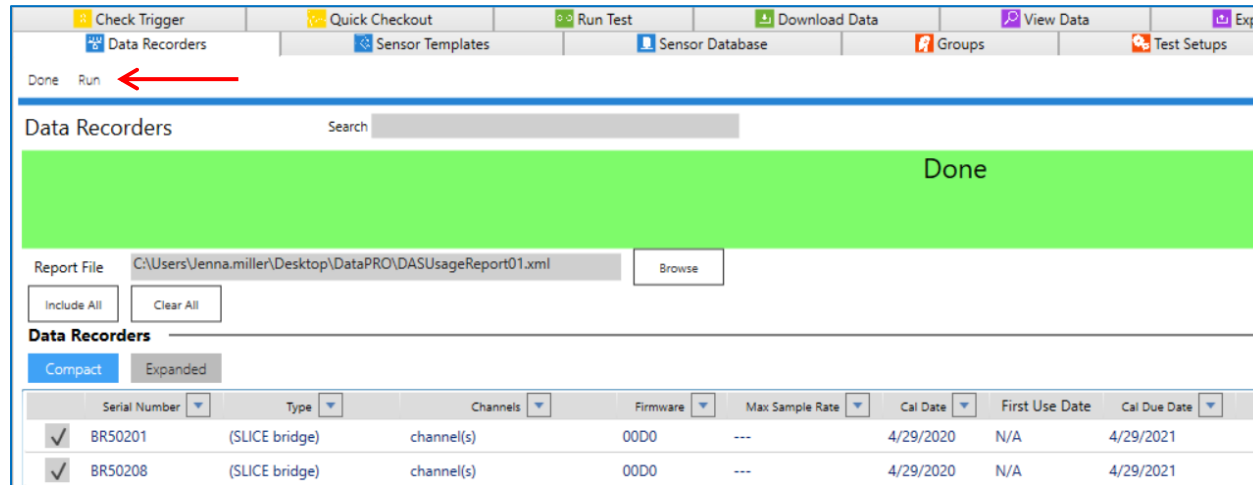 Check Trigger Quick Checkout Run Test Download Data View Data Exp
Data Recorders Sensor Templates Sensor Database Groups Test Setups
Done Run
Data Recorders Search
Done
Report File C:\Users\Jenna.miller\Desktop\DataPRO\DASUsageReport01.xml Browse
Include All Clear All
Data Recorders
Compact Expanded
Serial Number Type Channels Firmware Max Sample Rate Cal Date First Use Date Cal Due Date
BR50201 (SLICE bridge) channel(s) 00D0 --- 4/29/2020 N/A 4/29/2021
BR50208 (SLICE bridge) channel(s) 00D0 --- 4/29/2020 N/A 4/29/2021